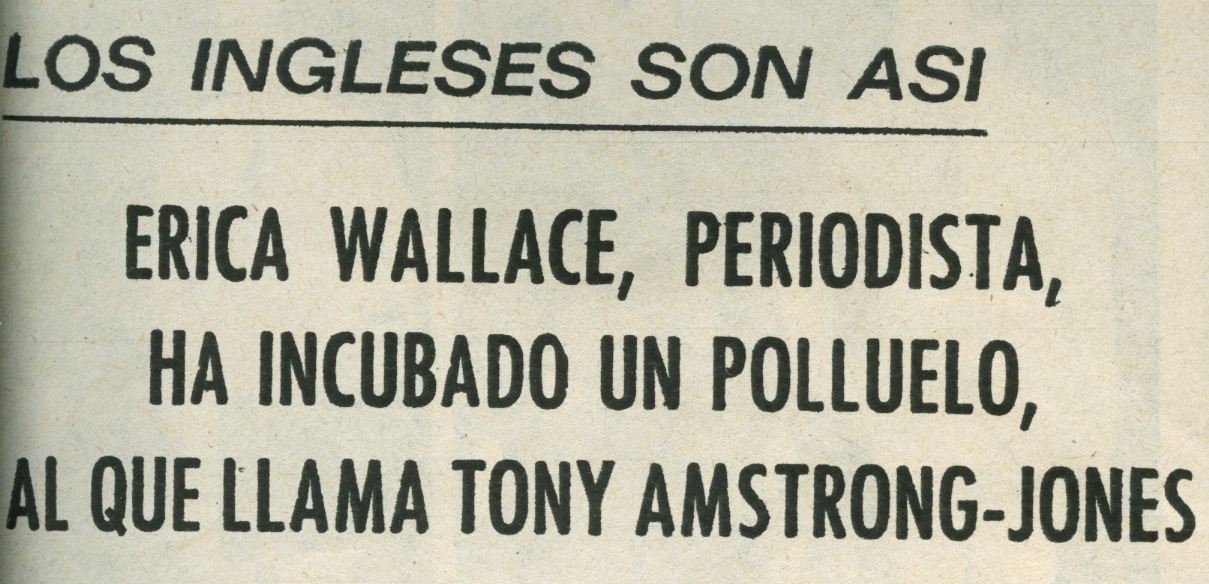 LOS INGLESES SON ASI
ERICA WALLACE, PERIODISTA,
HA INCUBADO UN POLLUELO,
AL QUE LLAMA TONY AMSTRONG-JONES